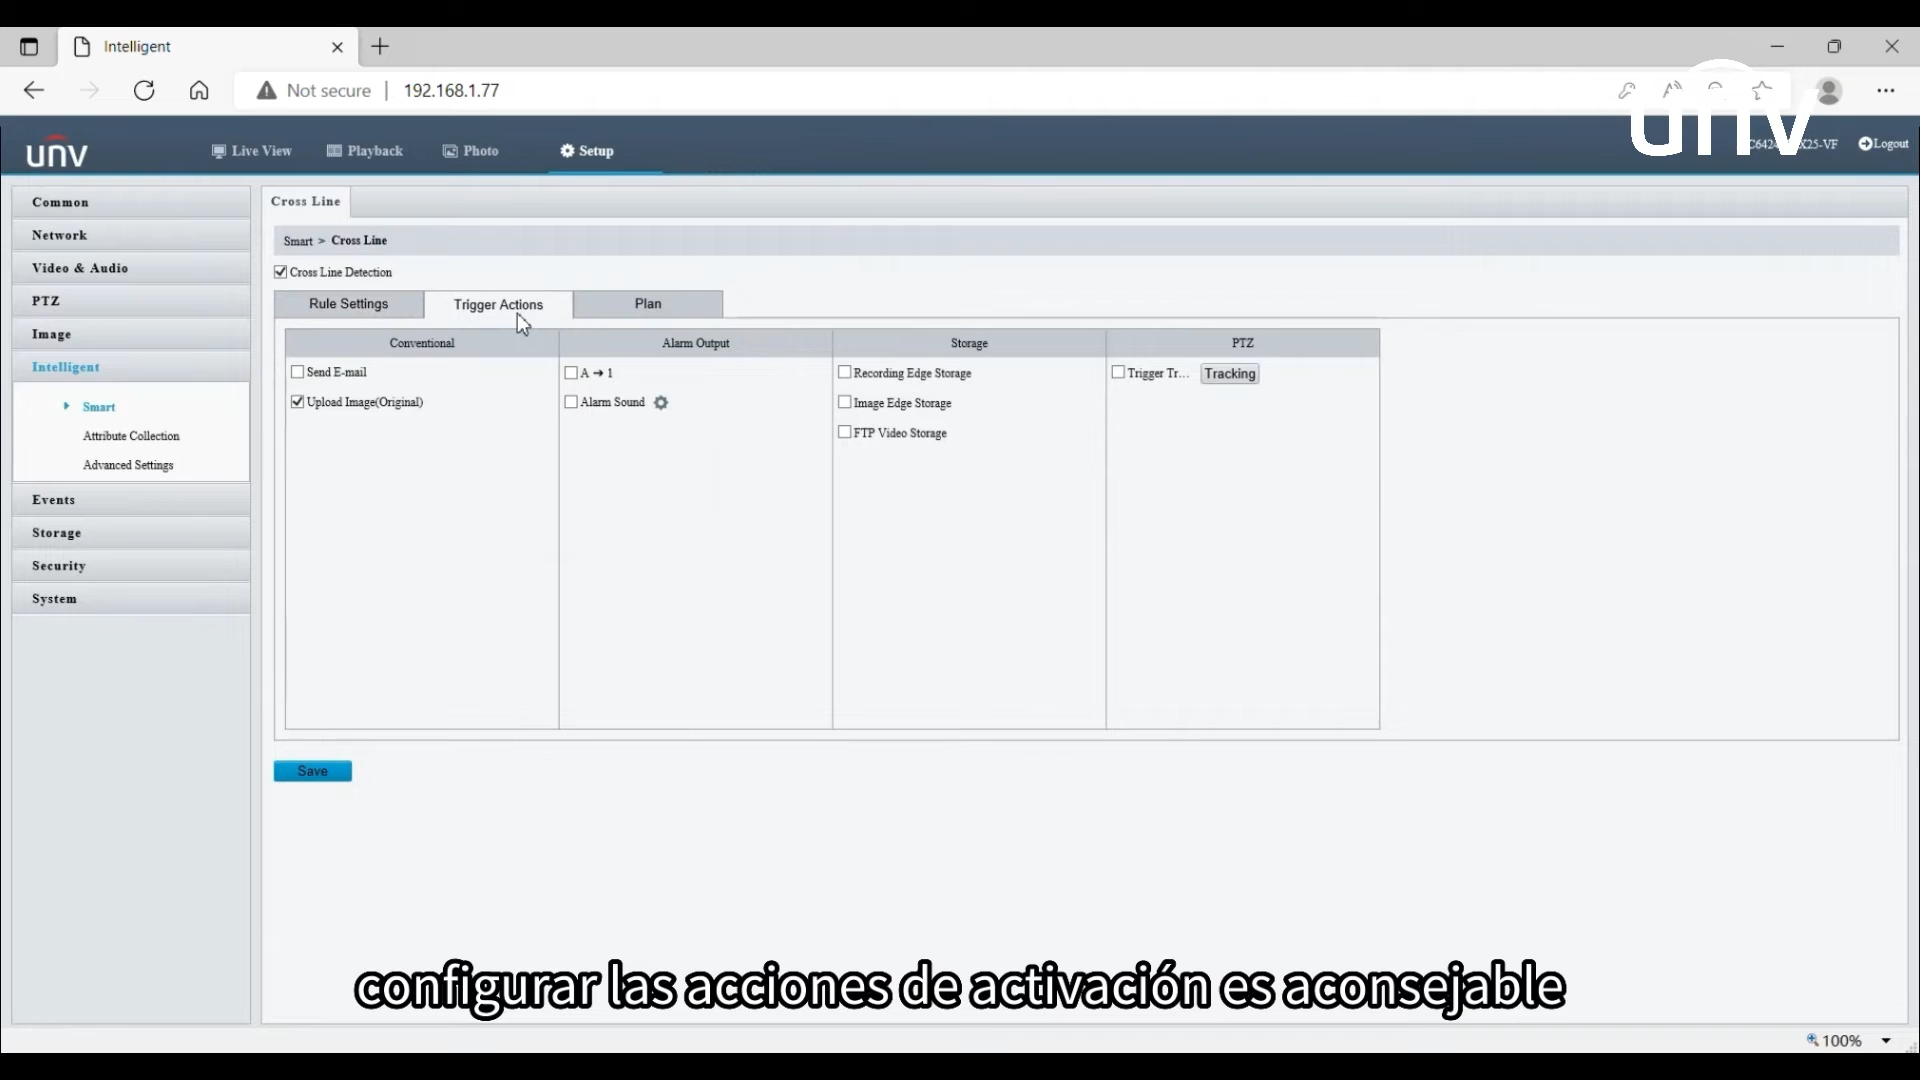 Intelligent
Not secure
192.168.1.77
unv
Live View
Playback
Photo
Setup
unv
X25-VF
Logout
Common
Network
Video & Audio
PTZ
Image
Intelligent
Smart
Attribute Collection
Advanced Settings
Events
Storage
Security
System
Cross Line
Smart > Cross Line
Cross Line Detection
Rule Settings
Trigger Actions
Plan
Conventional
Alarm Output
Storage
PTZ
Send E-mail
A → 1
Recording Edge Storage
Trigger Tr...
Tracking
Upload Image(Original)
Alarm Sound
Image Edge Storage
FTP Video Storage
Save
configurar las acciones de activación es aconsejable
100%